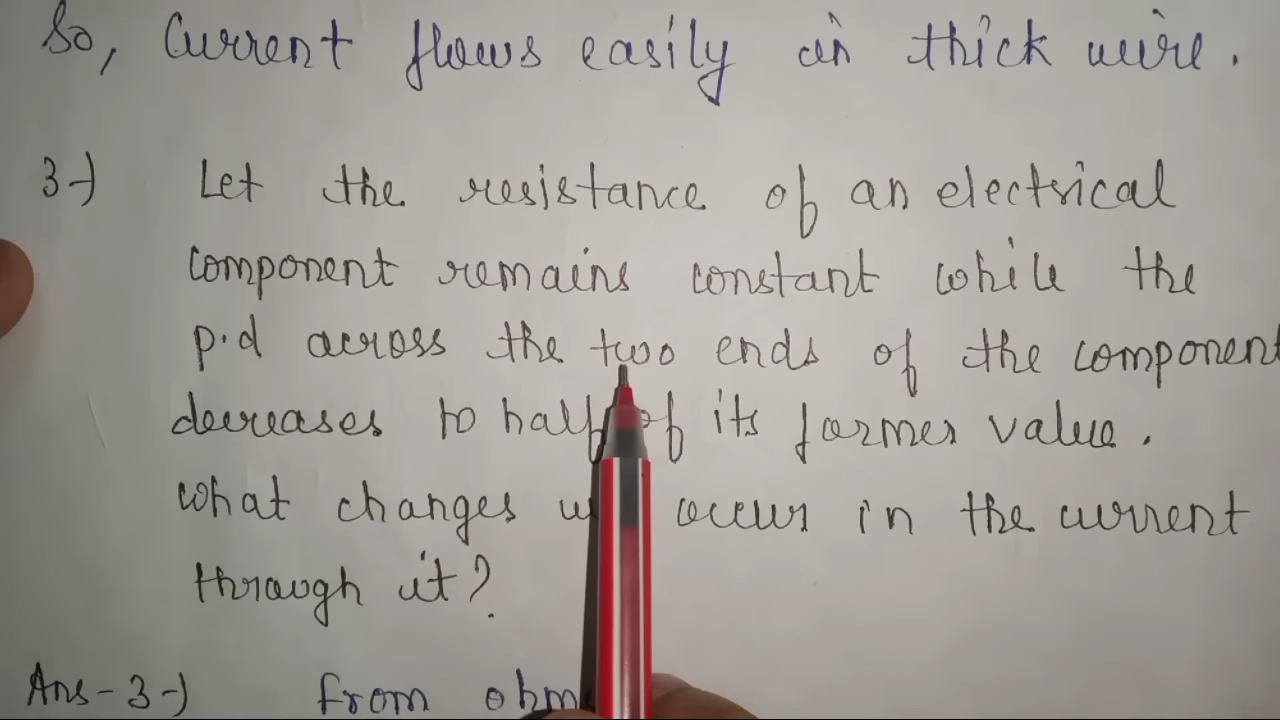 So, Current flows easily in thick wire.
3-) Let the resistance of an electrical
component remains constant while the
p.d across the two ends of the component
decreases to half of its former value.
What changes occur in the current
through it?
Ans-3-) from ohm